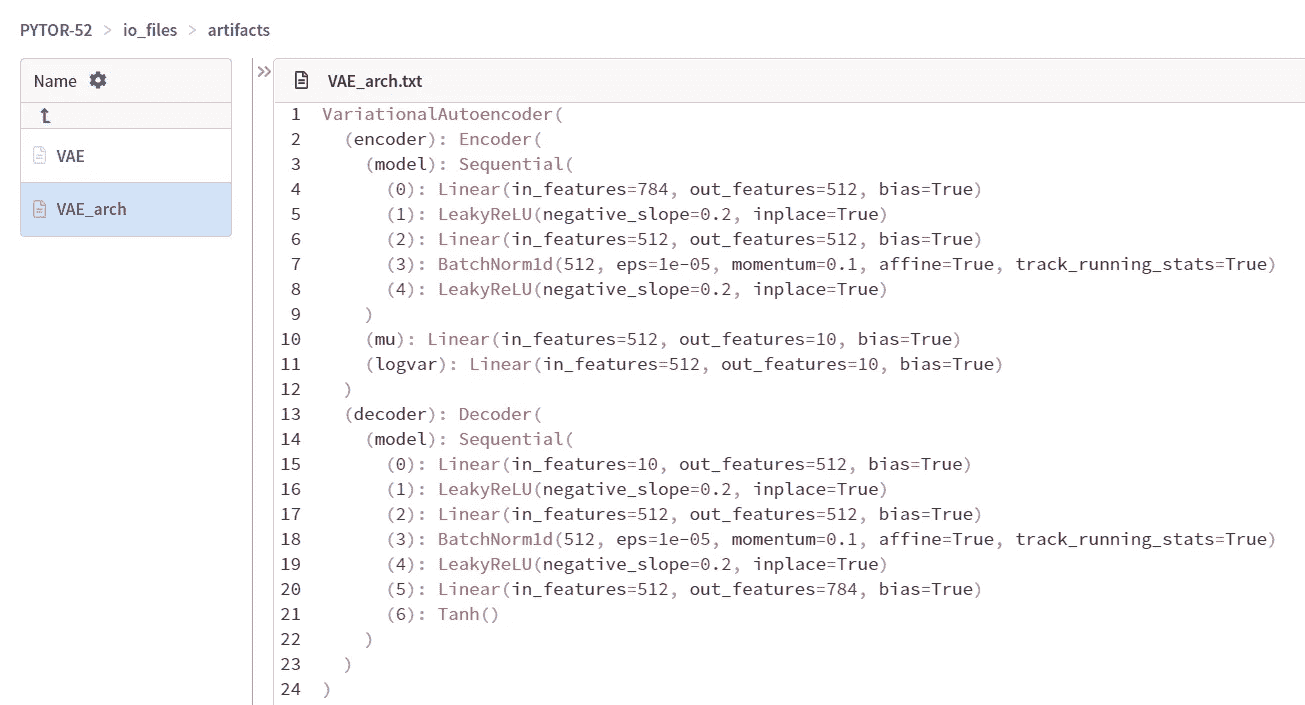 PYTOR-52 > io_files > artifacts
Name
VAE
VAE_arch
» VAE_arch.txt
1 VariationalAutoencoder(
2   (encoder): Encoder(
3     (model): Sequential(
4       (0): Linear(in_features=784, out_features=512, bias=True)
5       (1): LeakyReLU(negative_slope=0.2, inplace=True)
6       (2): Linear(in_features=512, out_features=512, bias=True)
7       (3): BatchNorm1d(512, eps=1e-05, momentum=0.1, affine=True, track_running_stats=True)
8       (4): LeakyReLU(negative_slope=0.2, inplace=True)
9     )
10     (mu): Linear(in_features=512, out_features=10, bias=True)
11     (logvar): Linear(in_features=512, out_features=10, bias=True)
12   )
13   (decoder): Decoder(
14     (model): Sequential(
15       (0): Linear(in_features=10, out_features=512, bias=True)
16       (1): LeakyReLU(negative_slope=0.2, inplace=True)
17       (2): Linear(in_features=512, out_features=512, bias=True)
18       (3): BatchNorm1d(512, eps=1e-05, momentum=0.1, affine=True, track_running_stats=True)
19       (4): LeakyReLU(negative_slope=0.2, inplace=True)
20       (5): Linear(in_features=512, out_features=784, bias=True)
21       (6): Tanh()
22     )
23   )
24 )